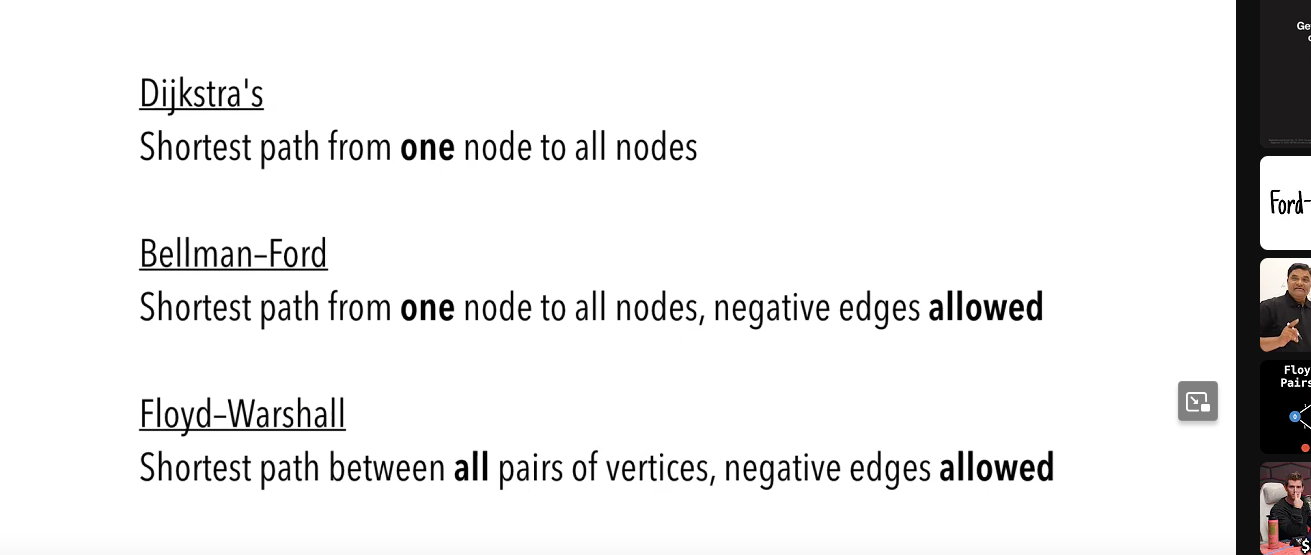 Dijkstra's
Shortest path from one node to all nodes
Bellman–Ford
Shortest path from one node to all nodes, negative edges allowed
Floyd–Warshall
Shortest path between all pairs of vertices, negative edges allowed
Ge
Ford-
Floy
Pairs